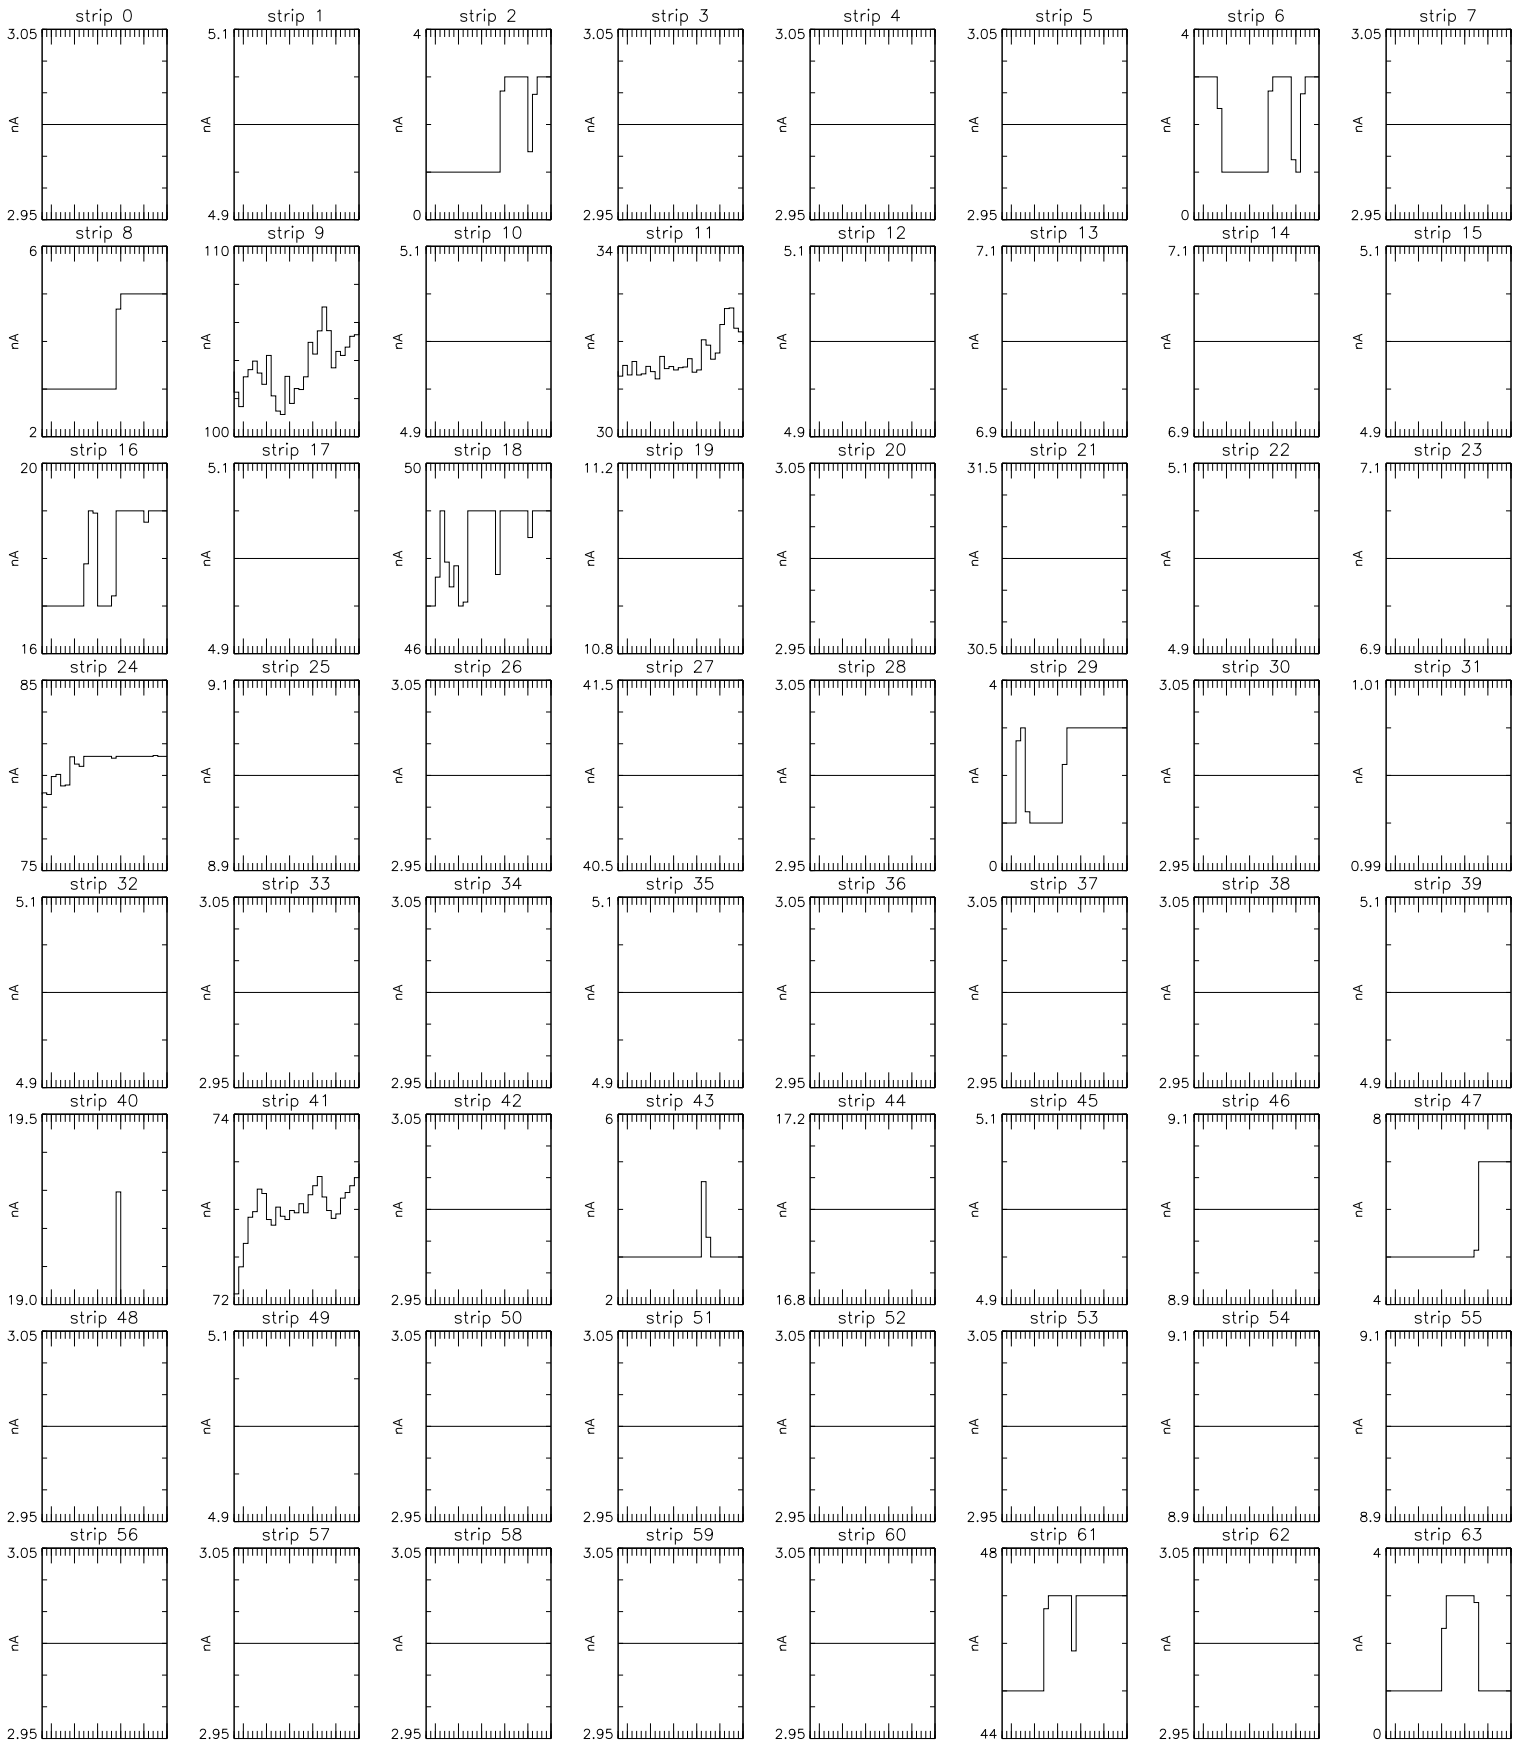 strip 0 strip 1 strip 2 strip 3 strip 4 strip 5 strip 6 strip 7
3.05 5.1 4 3.05 3.05 3.05 4 3.05
nA nA nA nA nA nA nA nA
2.95 4.9 0 2.95 2.95 2.95 0 2.95
strip 8 strip 9 strip 10 strip 11 strip 12 strip 13 strip 14 strip 15
6 110 5.1 34 5.1 7.1 7.1 5.1
nA nA nA nA nA nA nA nA
2 100 4.9 30 4.9 6.9 6.9 4.9
strip 16 strip 17 strip 18 strip 19 strip 20 strip 21 strip 22 strip 23
20 5.1 50 11.2 3.05 31.5 5.1 7.1
nA nA nA nA nA nA nA nA
16 4.9 46 10.8 2.95 30.5 4.9 6.9
strip 24 strip 25 strip 26 strip 27 strip 28 strip 29 strip 30 strip 31
85 9.1 3.05 41.5 3.05 4 3.05 1.01
nA nA nA nA nA nA nA nA
75 8.9 2.95 40.5 2.95 0 2.95 0.99
strip 32 strip 33 strip 34 strip 35 strip 36 strip 37 strip 38 strip 39
5.1 3.05 3.05 5.1 3.05 3.05 3.05 5.1
nA nA nA nA nA nA nA nA
4.9 2.95 2.95 4.9 2.95 2.95 2.95 4.9
strip 40 strip 41 strip 42 strip 43 strip 44 strip 45 strip 46 strip 47
19.5 74 3.05 6 17.2 5.1 9.1 8
nA nA nA nA nA nA nA nA
19.0 72 2.95 2 16.8 4.9 8.9 4
strip 48 strip 49 strip 50 strip 51 strip 52 strip 53 strip 54 strip 55
3.05 5.1 3.05 3.05 3.05 3.05 9.1 9.1
nA nA nA nA nA nA nA nA
2.95 4.9 2.95 2.95 2.95 2.95 8.9 8.9
strip 56 strip 57 strip 58 strip 59 strip 60 strip 61 strip 62 strip 63
3.05 3.05 3.05 3.05 3.05 48 3.05 4
nA nA nA nA nA nA nA nA
2.95 2.95 2.95 2.95 2.95 44 2.95 0